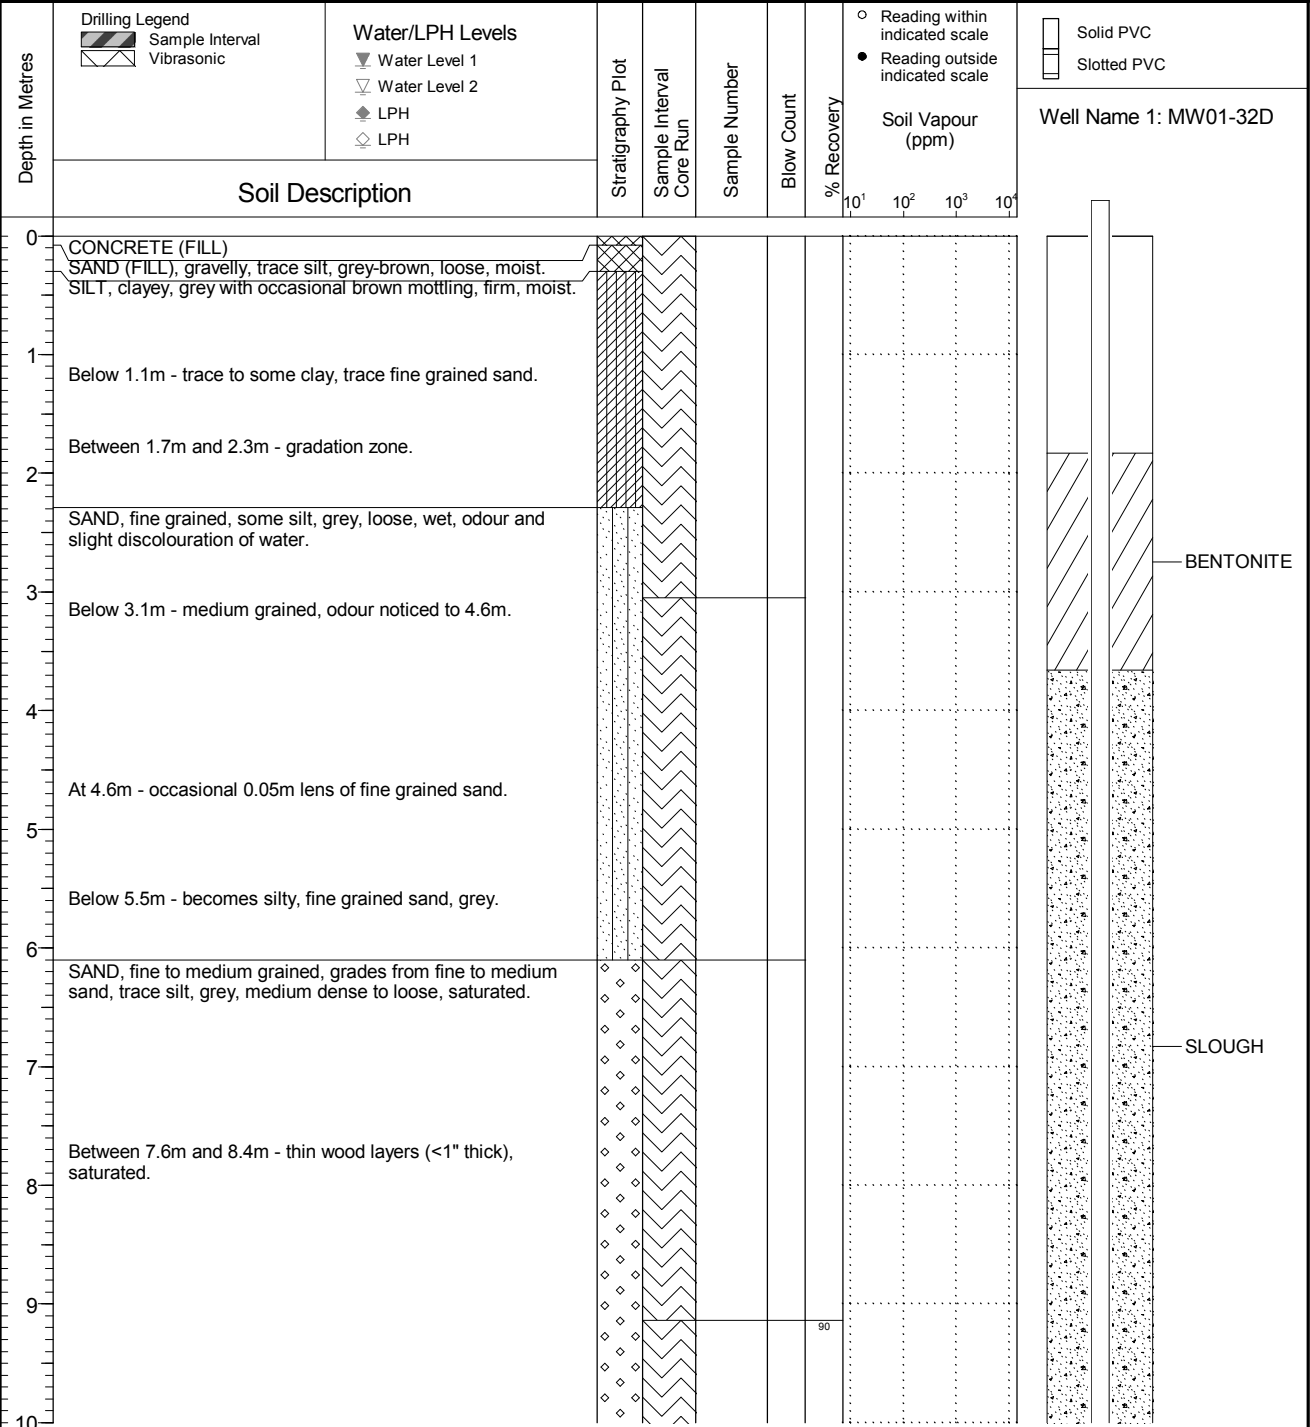 Depth in Metres
Drilling Legend
Sample Interval
Vibrasonic
Water/LPH Levels
Water Level 1
Water Level 2
LPH
LPH
Soil Description
Stratigraphy Plot
Sample Interval
Core Run
Sample Number
Blow Count
% Recovery
Reading within
indicated scale
Reading outside
indicated scale
Soil Vapour
(ppm)
10¹ 10² 10³ 10⁴
Solid PVC
Slotted PVC
Well Name 1: MW01-32D
0
CONCRETE (FILL)
SAND (FILL), gravelly, trace silt, grey-brown, loose, moist.
SILT, clayey, grey with occasional brown mottling, firm, moist.
1
Below 1.1m - trace to some clay, trace fine grained sand.
Between 1.7m and 2.3m - gradation zone.
2
SAND, fine grained, some silt, grey, loose, wet, odour and
slight discolouration of water.
BENTONITE
3
Below 3.1m - medium grained, odour noticed to 4.6m.
4
At 4.6m - occasional 0.05m lens of fine grained sand.
5
Below 5.5m - becomes silty, fine grained sand, grey.
6
SAND, fine to medium grained, grades from fine to medium
sand, trace silt, grey, medium dense to loose, saturated.
SLOUGH
7
Between 7.6m and 8.4m - thin wood layers (<1" thick),
saturated.
8
9
90
10